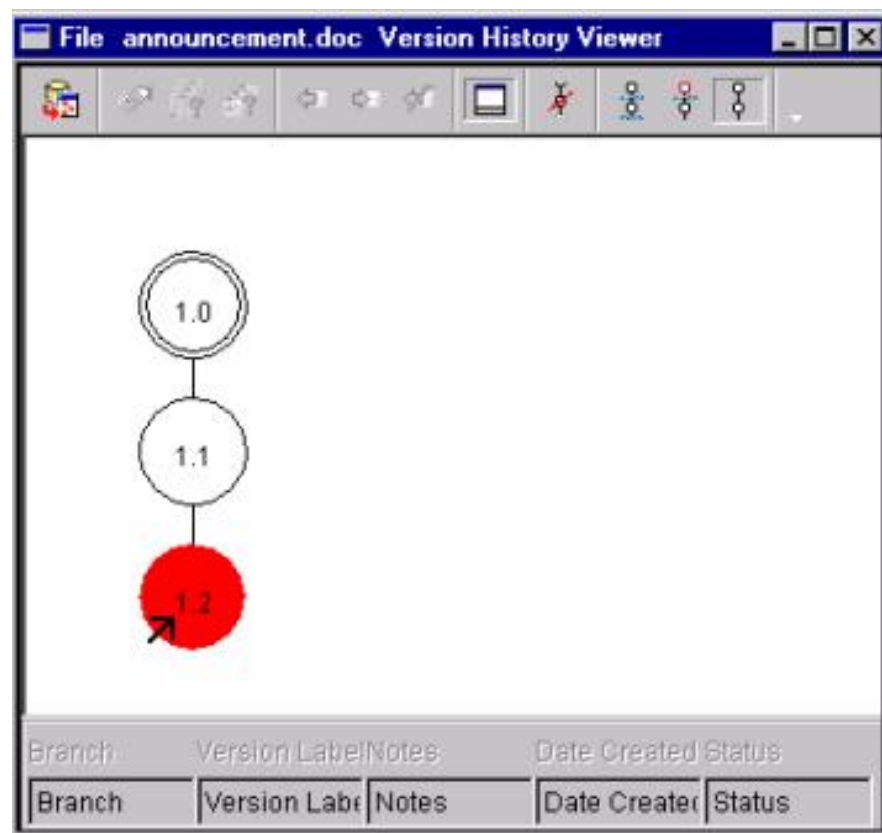 File announcement.doc Version History Viewer
1.0
1.1
1.2
Branch Version Label Notes Date Created Status
Branch Version Labe Notes Date Created Status